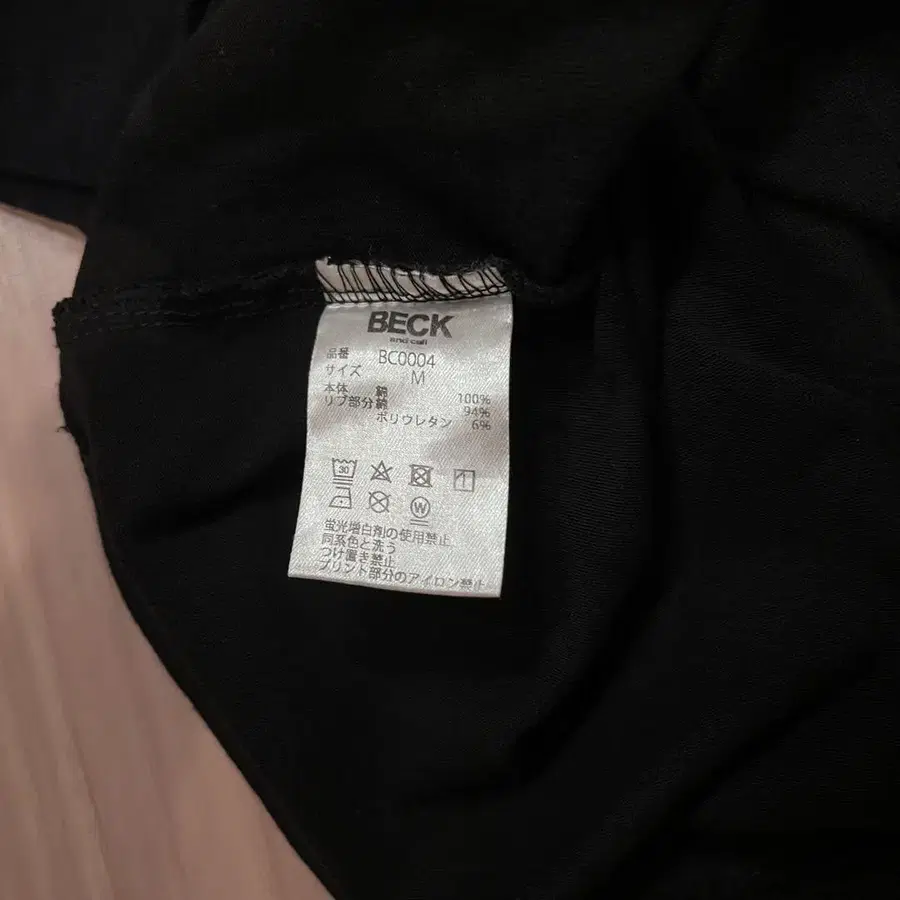 BECK
and call
品番 BC0004
サイズ M
本体 綿 100%
リブ部分 綿 94%
ポリウレタン 6%
30
W
蛍光増白剤の使用禁止
同系色と洗う
つけ置き禁止
プリント部分のアイロン禁止